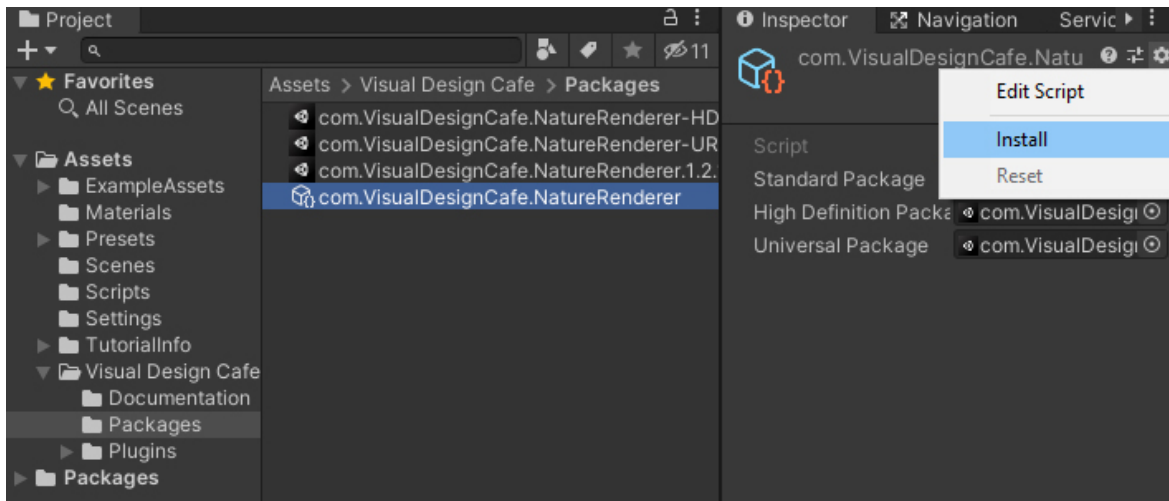 Project
11
Favorites
All Scenes
Assets
ExampleAssets
Materials
Presets
Scenes
Scripts
Settings
TutorialInfo
Visual Design Cafe
Documentation
Packages
Plugins
Packages
Assets > Visual Design Cafe > Packages
com.VisualDesignCafe.NatureRenderer-HD
com.VisualDesignCafe.NatureRenderer-UR
com.VisualDesignCafe.NatureRenderer.1.2.
com.VisualDesignCafe.NatureRenderer
Inspector
Navigation
Servic
com.VisualDesignCafe.Natu
Edit Script
Install
Reset
Script
Standard Package
High Definition Packa com.VisualDesig
Universal Package com.VisualDesig